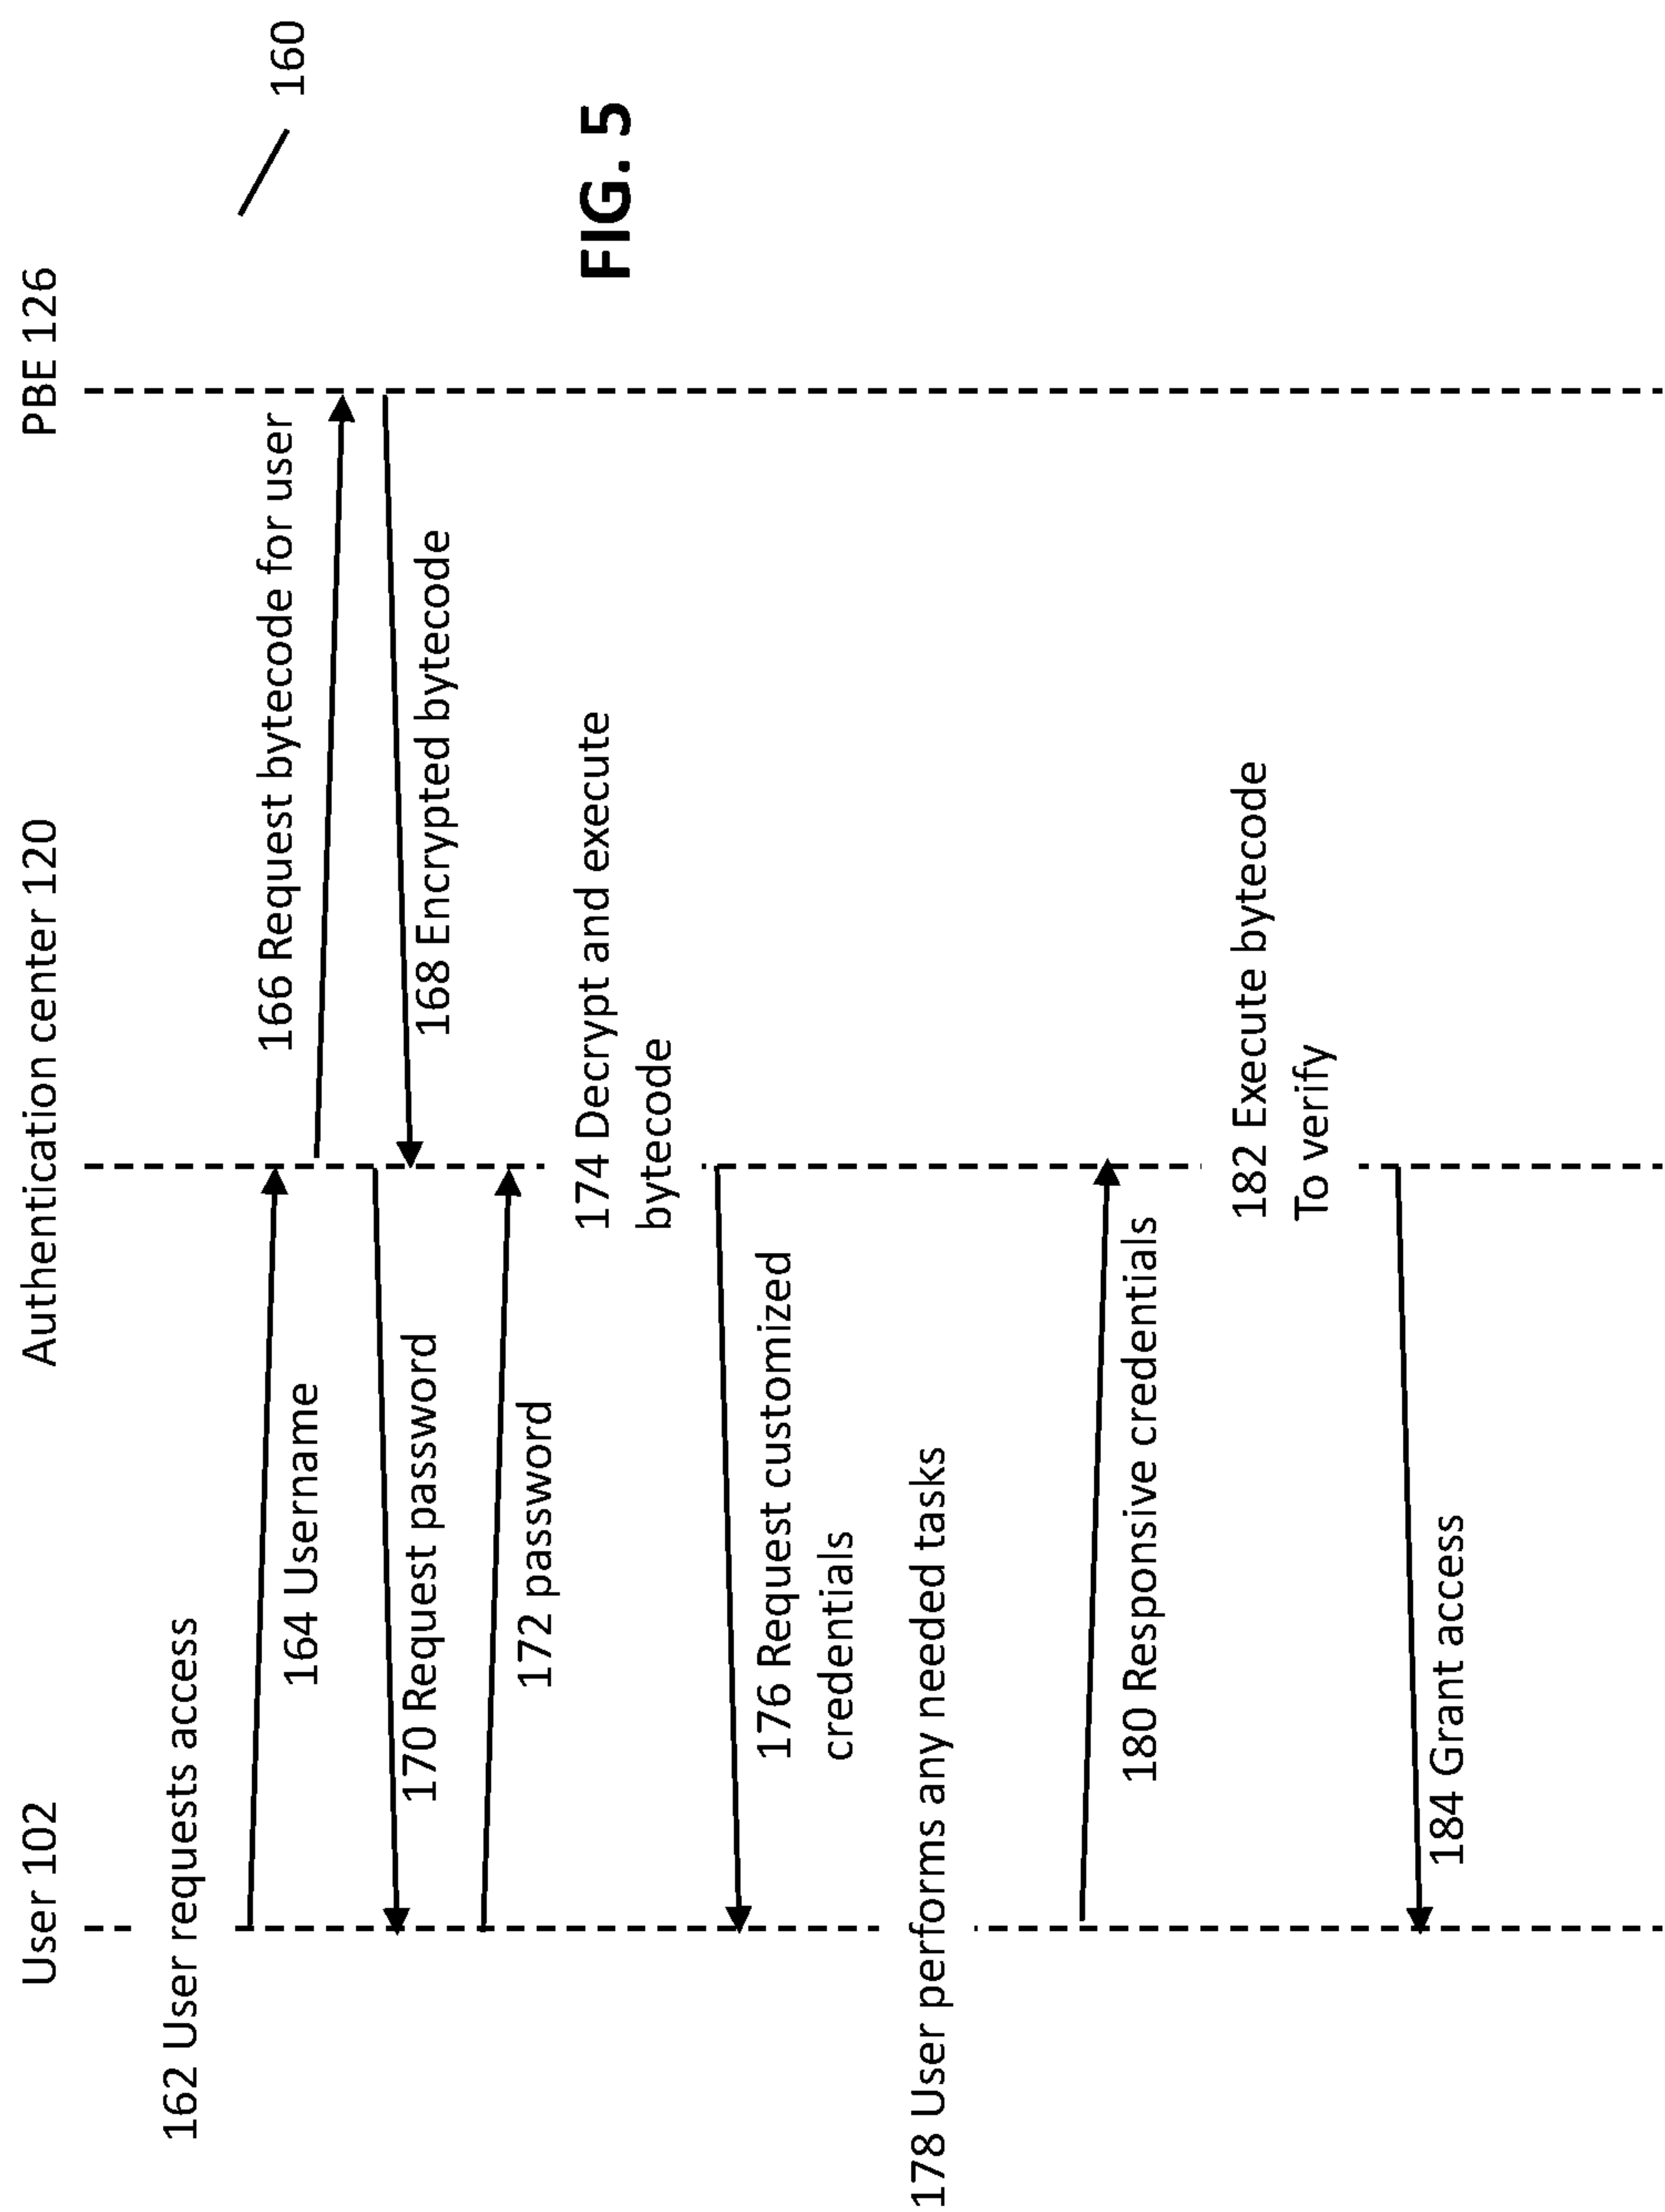 User 102
Authentication center 120
PBE 126
160
162 User requests access
164 Username
166 Request bytecode for user
170 Request password
168 Encrypted bytecode
172 password
174 Decrypt and execute
bytecode
176 Request customized
credentials
178 User performs any needed tasks
180 Responsive credentials
182 Execute bytecode
To verify
184 Grant access
FIG. 5